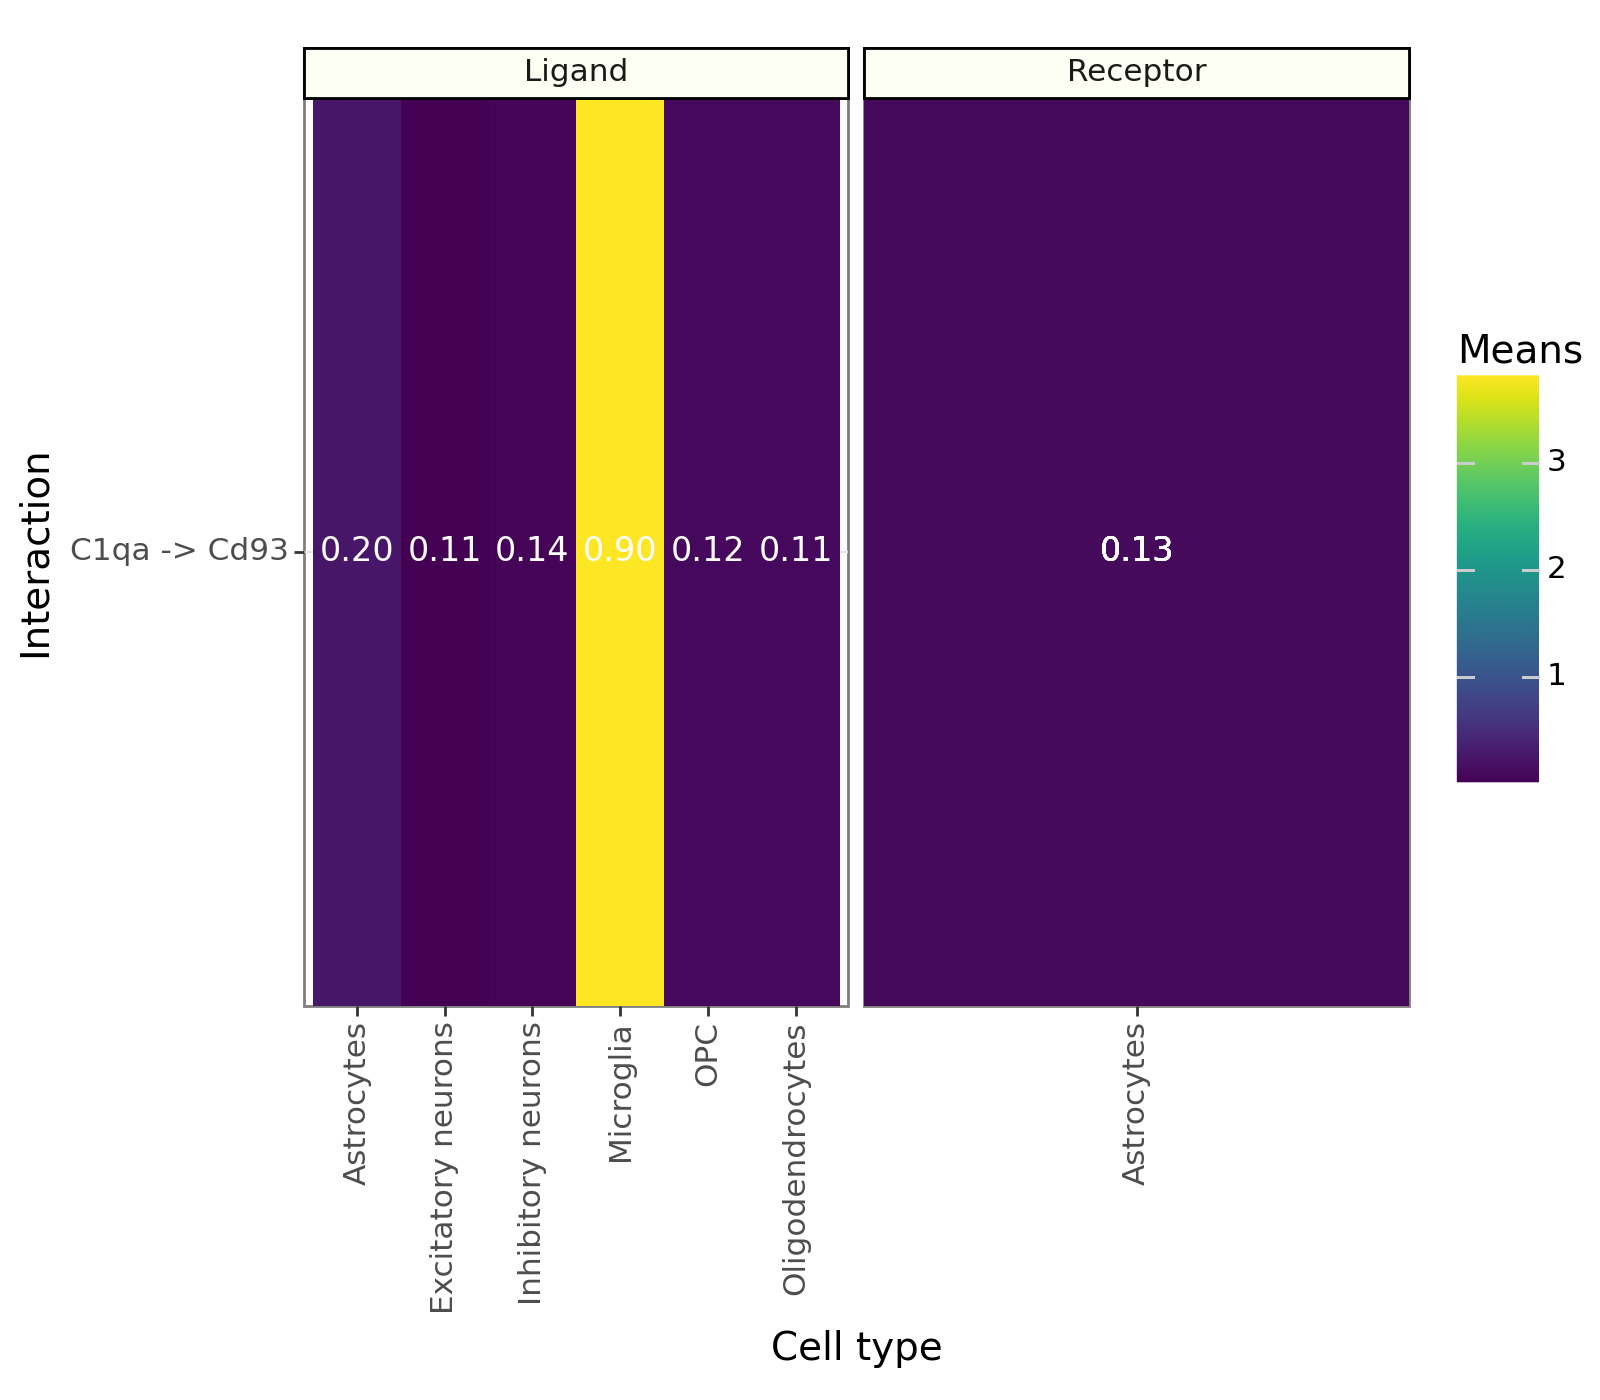 Ligand
Receptor
Means
3
2
1
Interaction
C1qa -> Cd93
0.20 0.11 0.14 0.90 0.12 0.11
0.13
Astrocytes
Excitatory neurons
Inhibitory neurons
Microglia
OPC
Oligodendrocytes
Astrocytes
Cell type